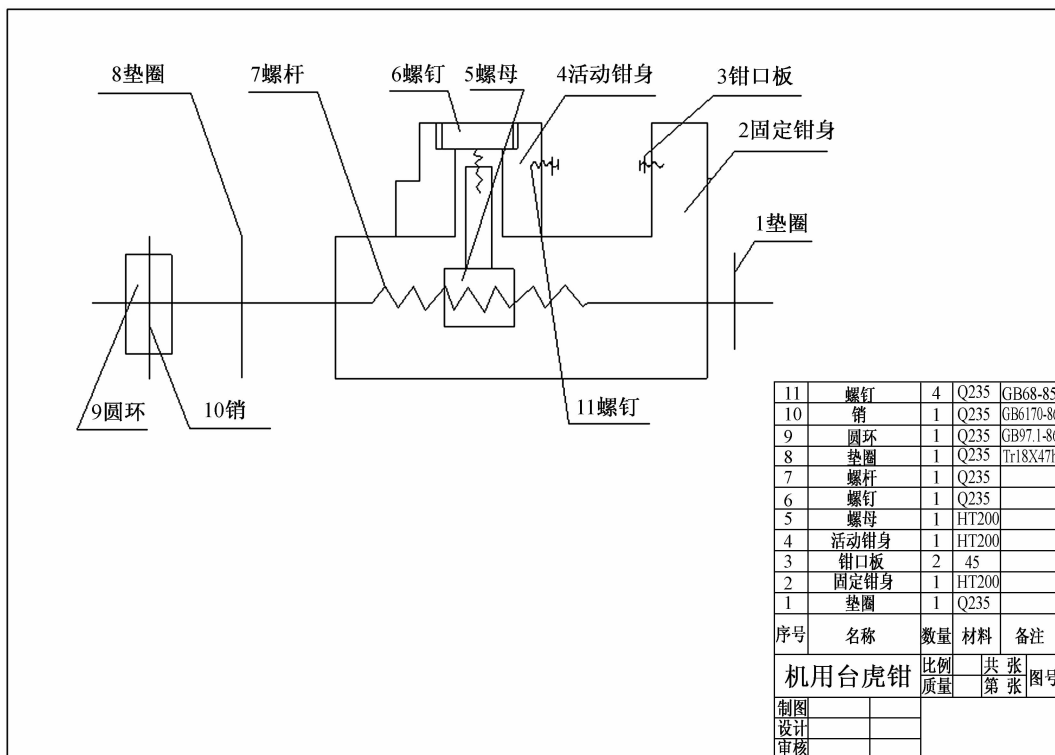 8垫圈
7螺杆
6螺钉
5螺母
4活动钳身
3钳口板
2固定钳身
1垫圈
9圆环
10销
11螺钉
11 螺钉 4 Q235 GB68-85
10 销 1 Q235 GB6170-86
9 圆环 1 Q235 GB97.1-86
8 垫圈 1 Q235 Tr18X47h
7 螺杆 1 Q235
6 螺钉 1 Q235
5 螺母 1 HT200
4 活动钳身 1 HT200
3 钳口板 2 45
2 固定钳身 1 HT200
1 垫圈 1 Q235
序号 名称 数量 材料 备注
机用台虎钳 比例 共 张 图号
质量 第 张
制图
设计
审核